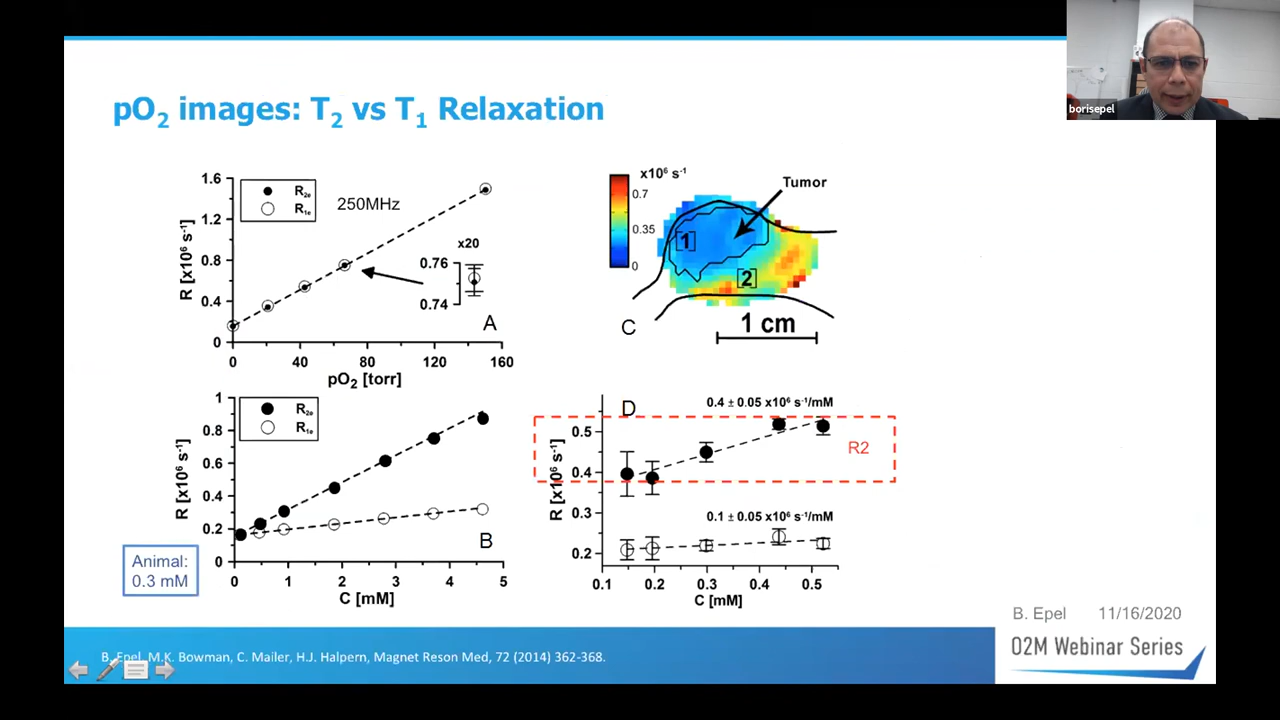 borisepel
pO2 images: T2 vs T1 Relaxation
R2e
R1e
250MHz
x20
0.76
0.74
1.6
1.2
0.8
0.4
0
R [x10⁶ s⁻¹]
0 40 80 120 160
pO2 [torr]
A
x10⁶ s⁻¹
0.7
0.35
0
Tumor
[1]
[2]
C
1 cm
R2e
R1e
1
0.8
0.6
0.4
0.2
0
R [x10⁶ s⁻¹]
0 1 2 3 4 5
C [mM]
B
Animal:
0.3 mM
D
0.4 ± 0.05 x10⁶ s⁻¹/mM
R2
0.1 ± 0.05 x10⁶ s⁻¹/mM
0.5
0.4
0.3
0.2
R [x10⁶ s⁻¹]
0.1 0.2 0.3 0.4 0.5
C [mM]
B. Epel 11/16/2020
O2M Webinar Series
B. Epel, M.K. Bowman, C. Mailer, H.J. Halpern, Magnet Reson Med, 72 (2014) 362-368.